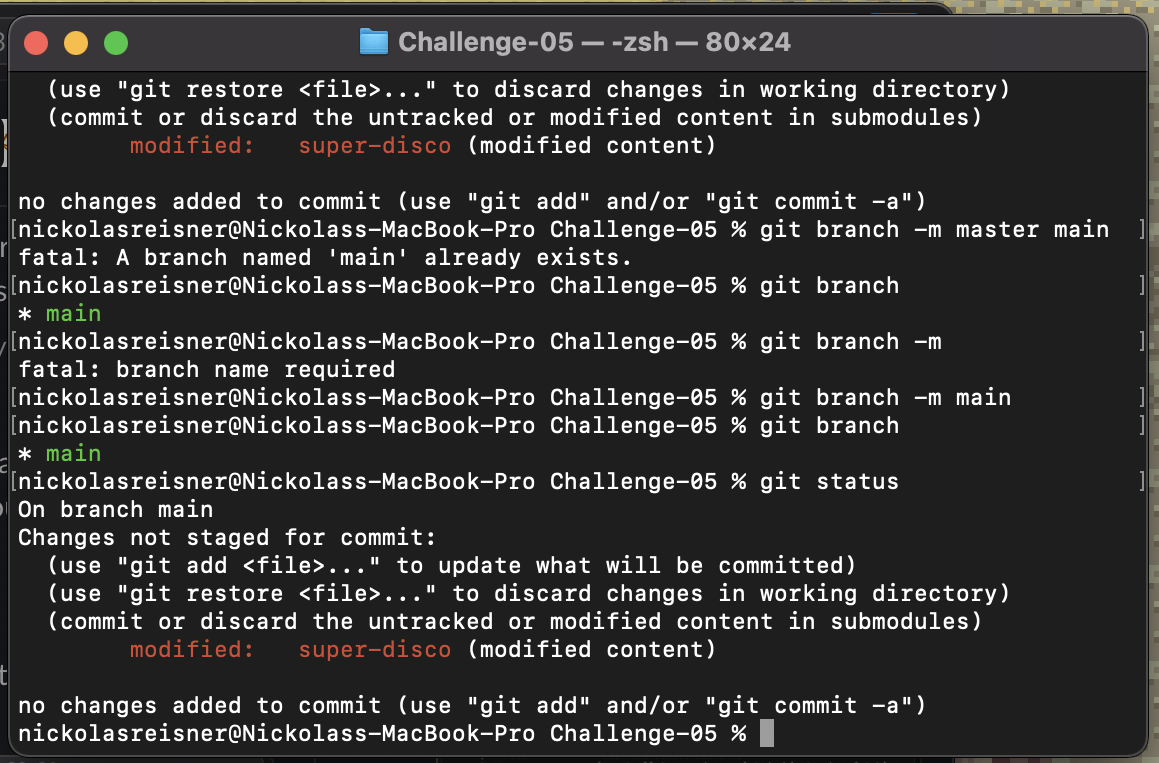 Challenge-05 — -zsh — 80×24
(use "git restore <file>..." to discard changes in working directory)
(commit or discard the untracked or modified content in submodules)
modified:   super-disco (modified content)
no changes added to commit (use "git add" and/or "git commit -a")
[nickolasreisner@Nickolass-MacBook-Pro Challenge-05 % git branch -m master main ]
fatal: A branch named 'main' already exists.
[nickolasreisner@Nickolass-MacBook-Pro Challenge-05 % git branch ]
* main
[nickolasreisner@Nickolass-MacBook-Pro Challenge-05 % git branch -m ]
fatal: branch name required
[nickolasreisner@Nickolass-MacBook-Pro Challenge-05 % git branch -m main ]
[nickolasreisner@Nickolass-MacBook-Pro Challenge-05 % git branch ]
* main
[nickolasreisner@Nickolass-MacBook-Pro Challenge-05 % git status ]
On branch main
Changes not staged for commit:
(use "git add <file>..." to update what will be committed)
(use "git restore <file>..." to discard changes in working directory)
(commit or discard the untracked or modified content in submodules)
modified:   super-disco (modified content)
no changes added to commit (use "git add" and/or "git commit -a")
nickolasreisner@Nickolass-MacBook-Pro Challenge-05 %